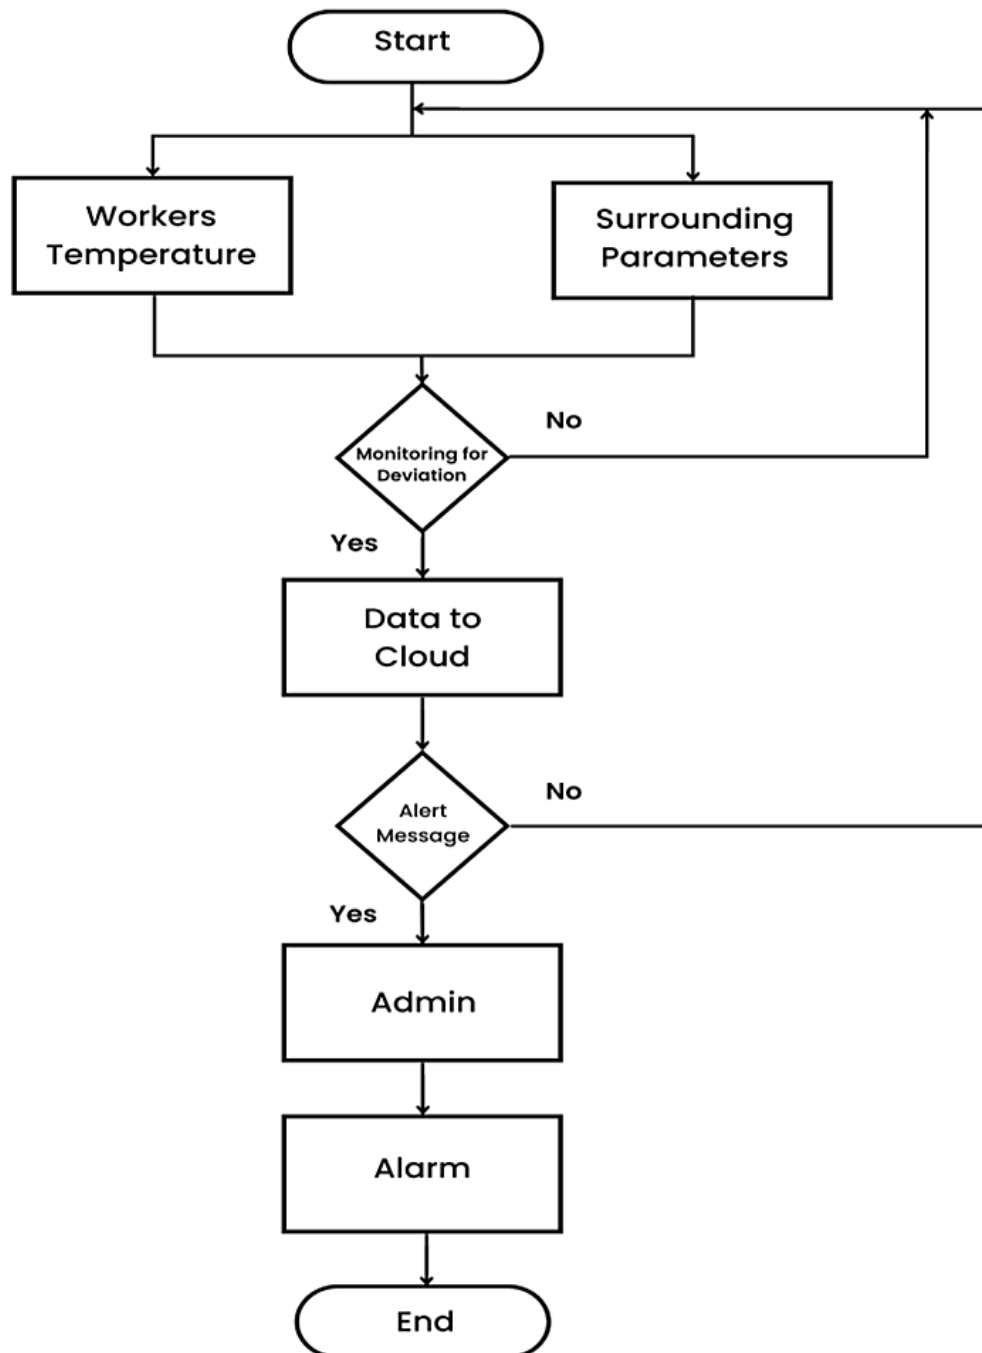 Start
Workers
Temperature
Surrounding
Parameters
No
Monitoring for
Deviation
Yes
Data to
Cloud
No
Alert
Message
Yes
Admin
Alarm
End